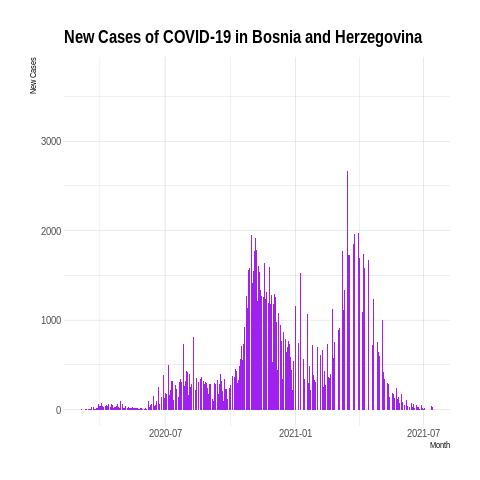 New Cases of COVID-19 in Bosnia and Herzegovina
New Cases
3000
2000
1000
0
2020-07 2021-01 2021-07
Month